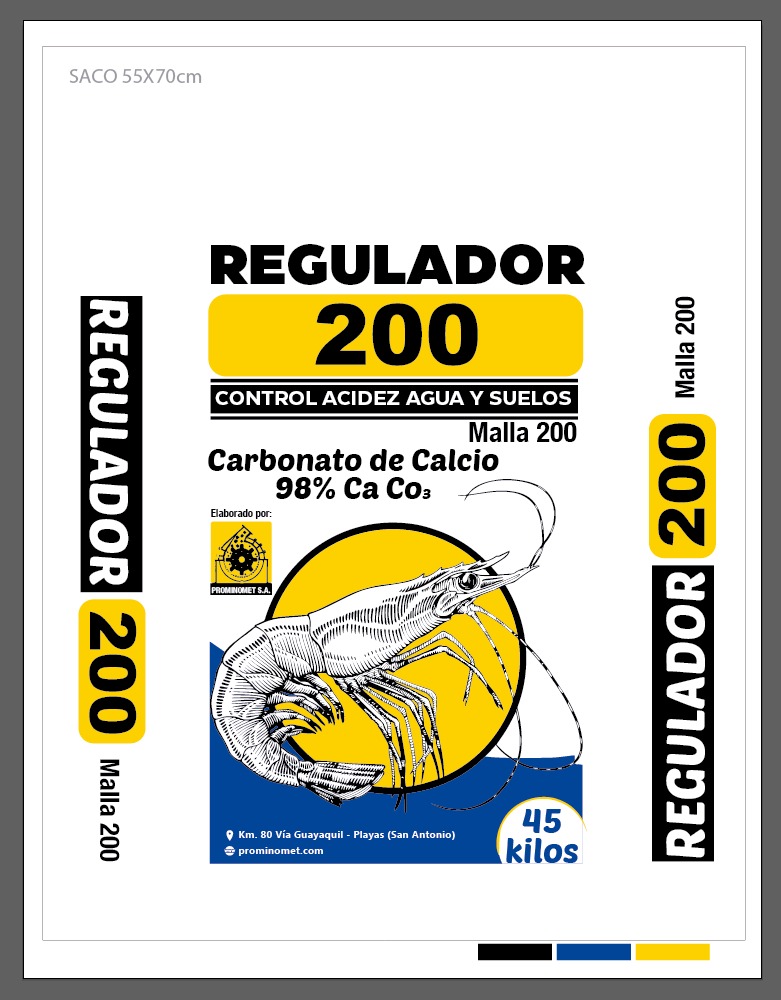 SACO 55X70cm
REGULADOR
200
CONTROL ACIDEZ AGUA Y SUELOS
Malla 200
Carbonato de Calcio
98% Ca Co₃
Elaborado por:
PROMINOMET S.A.
Km. 80 Vía Guayaquil - Playas (San Antonio)
prominomet.com
45
kilos
REGULADOR
200
Malla 200
REGULADOR
200
Malla 200